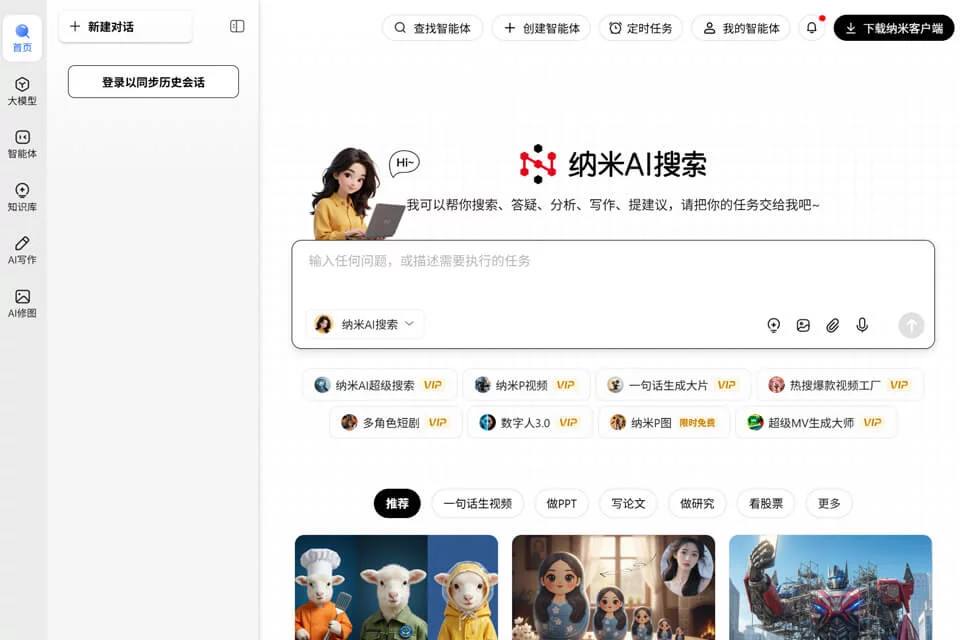 新建对话
查找智能体
创建智能体
定时任务
我的智能体
下载纳米客户端
首页
大模型
智能体
知识库
AI写作
AI修图
登录以同步历史会话
Hi~
纳米AI搜索
我可以帮你搜索、答疑、分析、写作、提建议，请把你的任务交给我吧~
输入任何问题，或描述需要执行的任务
纳米AI搜索
纳米AI超级搜索 VIP
纳米P视频 VIP
一句话生成大片 VIP
热搜爆款视频工厂 VIP
多角色短剧 VIP
数字人3.0 VIP
纳米P图 限时免费
超级MV生成大师 VIP
推荐
一句话生视频
做PPT
写论文
做研究
看股票
更多